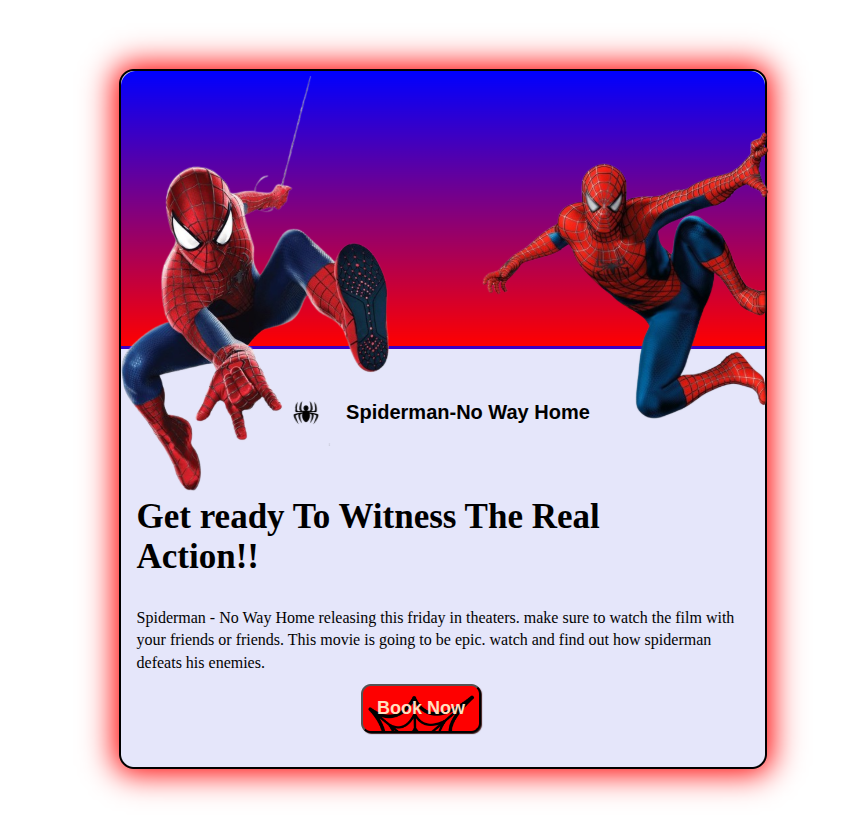 Spiderman-No Way Home
Get ready To Witness The Real
Action!!
Spiderman - No Way Home releasing this friday in theaters. make sure to watch the film with
your friends or friends. This movie is going to be epic. watch and find out how spiderman
defeats his enemies.
Book Now